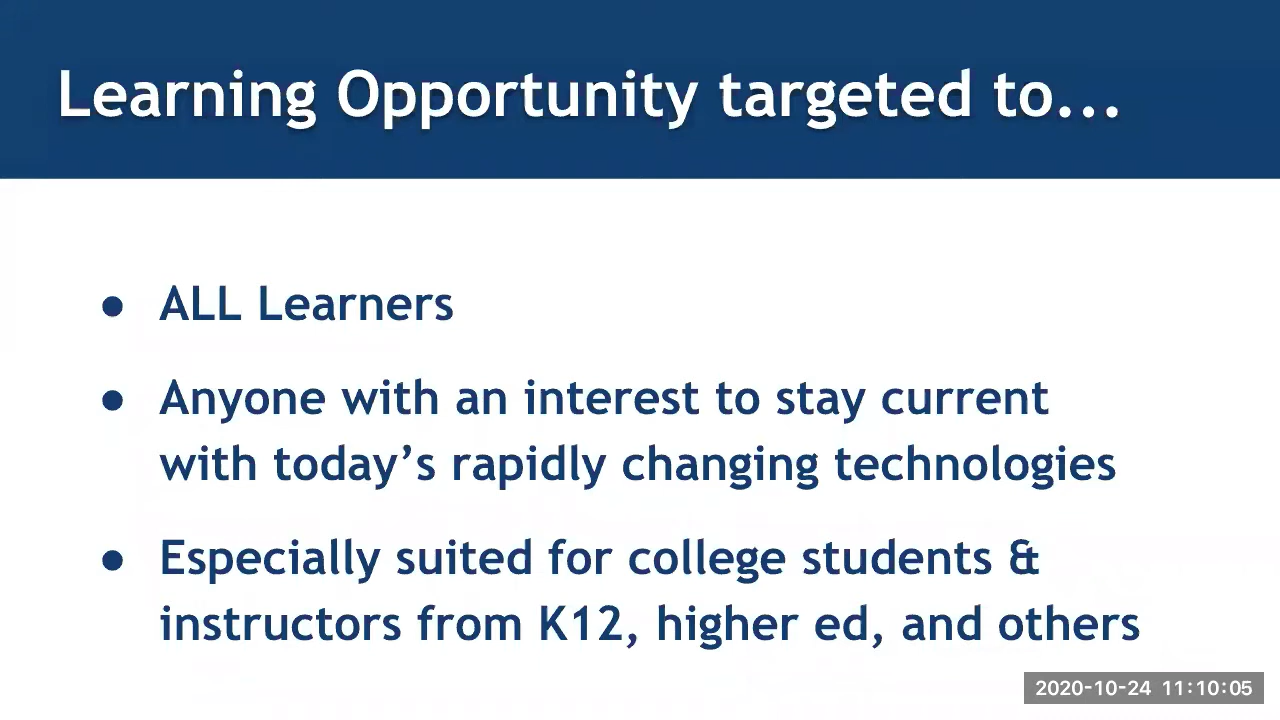 Learning Opportunity targeted to...
● ALL Learners
● Anyone with an interest to stay current
with today’s rapidly changing technologies
● Especially suited for college students &
instructors from K12, higher ed, and others
2020-10-24 11:10:05